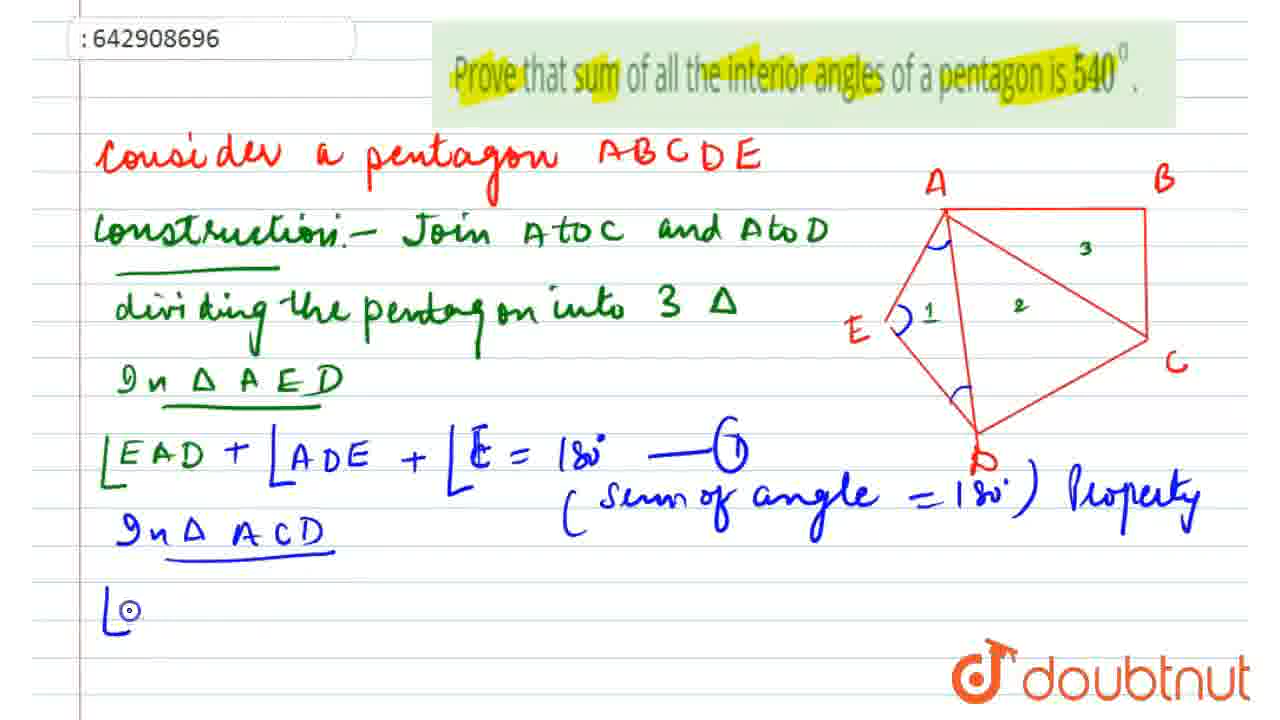 : 642908696
Prove that sum of all the interior angles of a pentagon is 540°.
Consider a pentagon ABCDE
Construction:- Join A to C and A to D
dividing the pentagon into 3 Δ
In Δ AED
∠EAD + ∠ADE + ∠E = 180° — ①
(Sum of angle = 180°) Property
In Δ ACD
∠
A
B
3
2
1
E
C
D
doubtnut